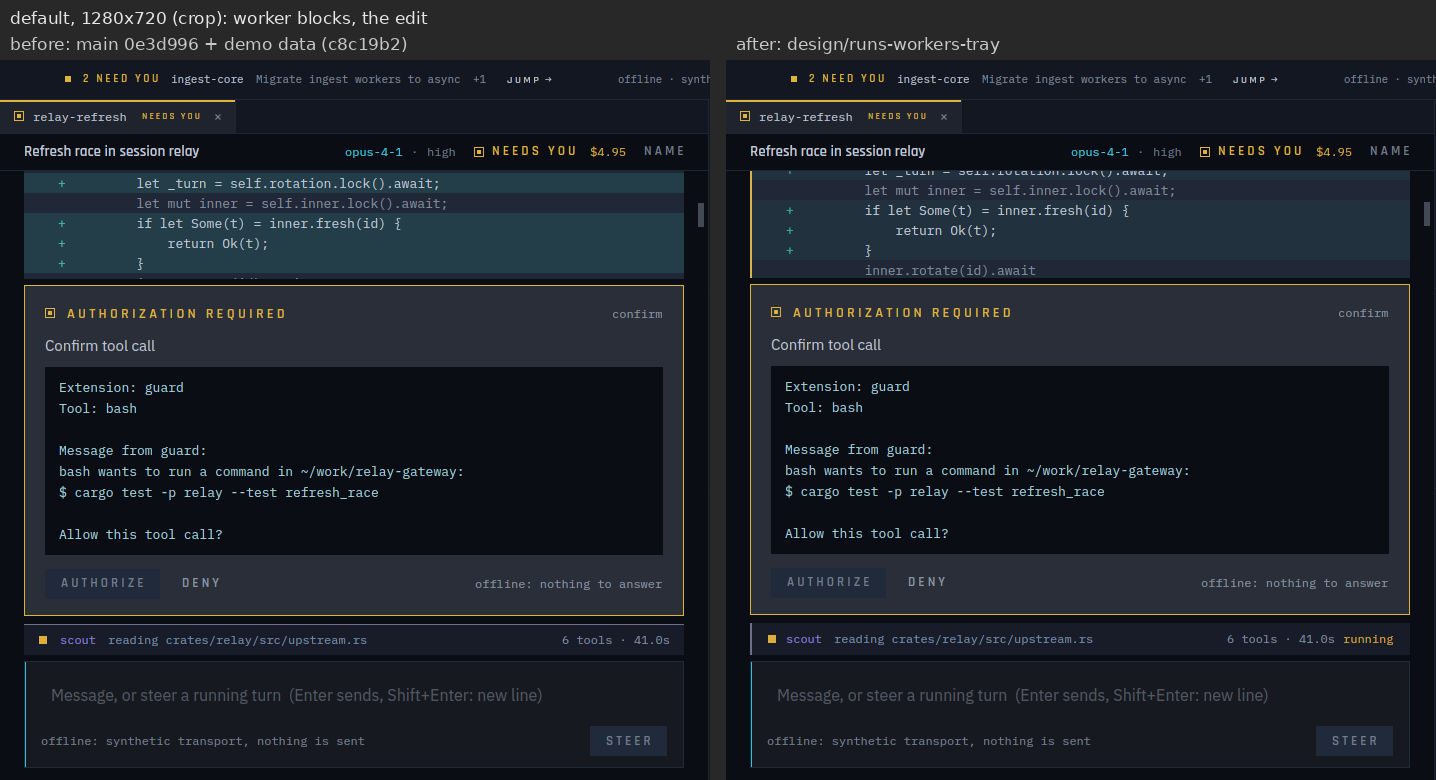 default, 1280x720 (crop): worker blocks, the edit
before: main 0e3d996 + demo data (c8c19b2)
2 NEED YOU ingest-core Migrate ingest workers to async +1 JUMP → offline · synth
relay-refresh NEEDS YOU ×
Refresh race in session relay opus-4-1 · high NEEDS YOU $4.95 NAME
+ let _turn = self.rotation.lock().await;
let mut inner = self.inner.lock().await;
+ if let Some(t) = inner.fresh(id) {
+ return Ok(t);
+ }
AUTHORIZATION REQUIRED confirm
Confirm tool call
Extension: guard
Tool: bash
Message from guard:
bash wants to run a command in ~/work/relay-gateway:
$ cargo test -p relay --test refresh_race
Allow this tool call?
AUTHORIZE DENY offline: nothing to answer
scout reading crates/relay/src/upstream.rs 6 tools · 41.0s
Message, or steer a running turn (Enter sends, Shift+Enter: new line)
offline: synthetic transport, nothing is sent STEER
after: design/runs-workers-tray
2 NEED YOU ingest-core Migrate ingest workers to async +1 JUMP → offline · synth
relay-refresh NEEDS YOU ×
Refresh race in session relay opus-4-1 · high NEEDS YOU $4.95 NAME
+ let _turn = self.rotation.lock().await;
let mut inner = self.inner.lock().await;
+ if let Some(t) = inner.fresh(id) {
+ return Ok(t);
+ }
inner.rotate(id).await
AUTHORIZATION REQUIRED confirm
Confirm tool call
Extension: guard
Tool: bash
Message from guard:
bash wants to run a command in ~/work/relay-gateway:
$ cargo test -p relay --test refresh_race
Allow this tool call?
AUTHORIZE DENY offline: nothing to answer
scout reading crates/relay/src/upstream.rs 6 tools · 41.0s running
Message, or steer a running turn (Enter sends, Shift+Enter: new line)
offline: synthetic transport, nothing is sent STEER